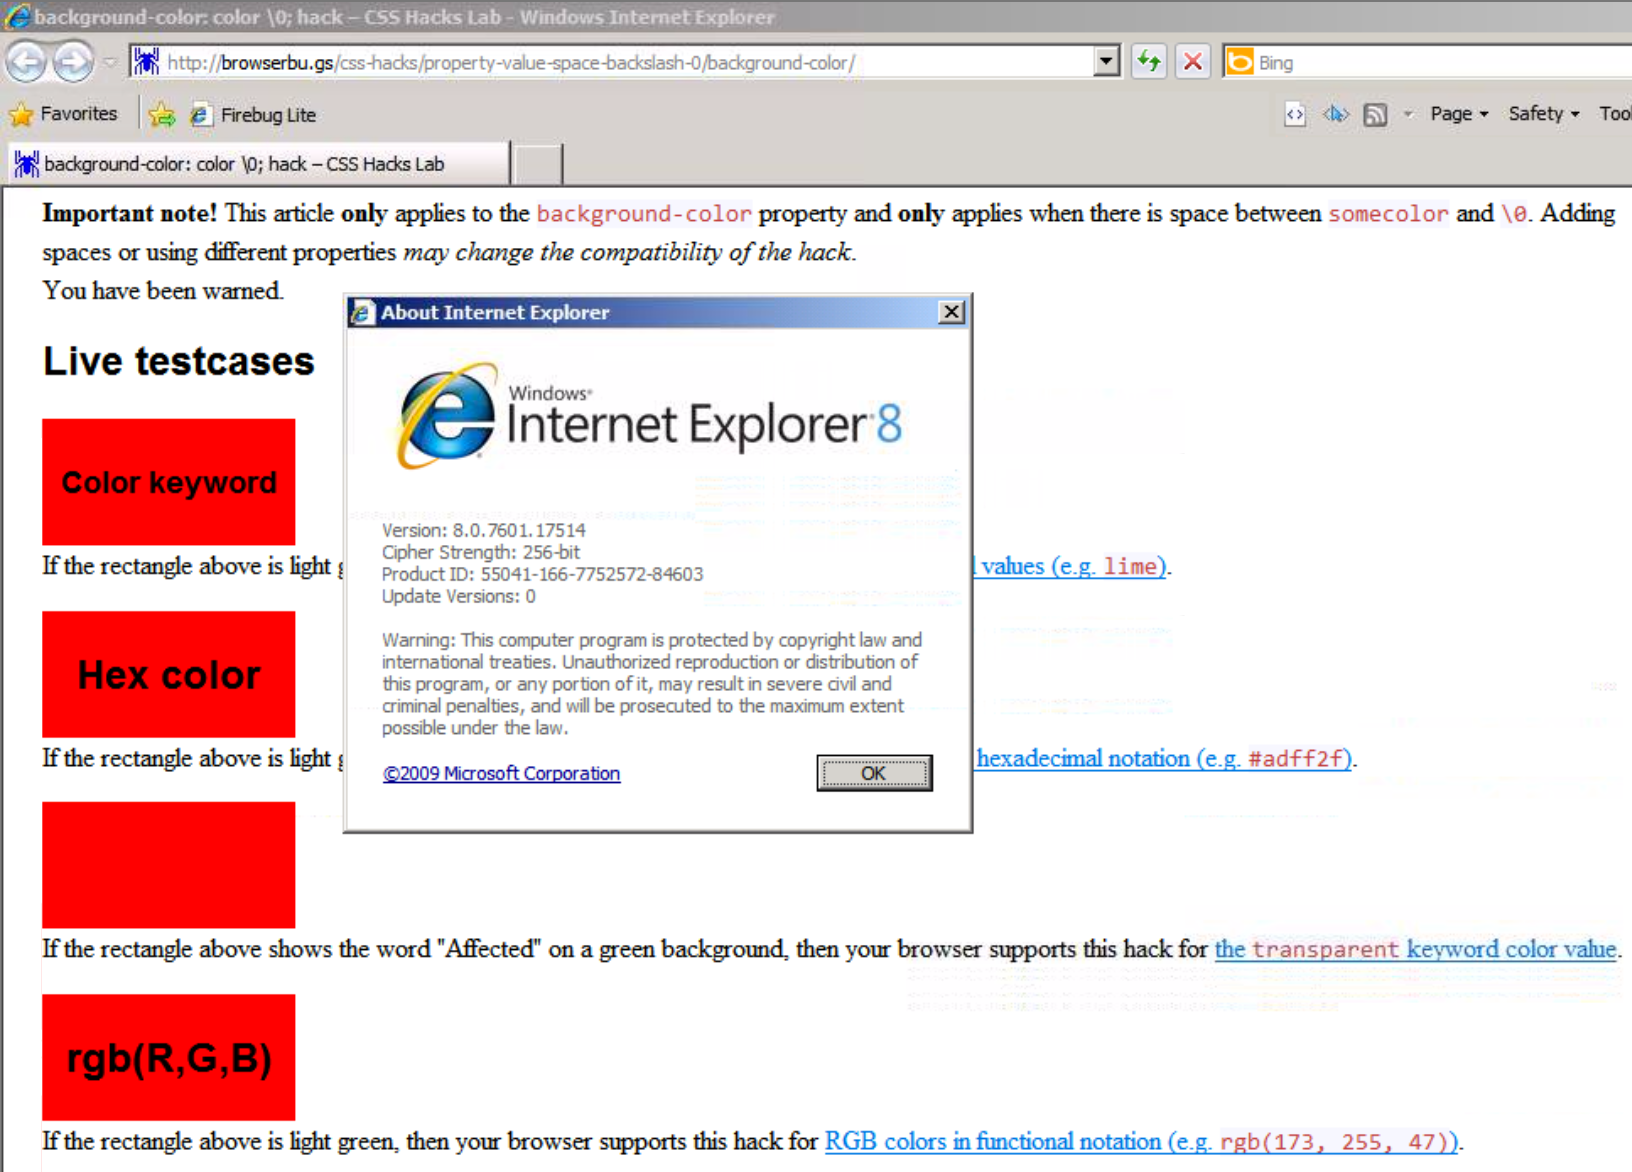 background-color: color \0; hack – CSS Hacks Lab - Windows Internet Explorer
http://browserbu.gs/css-hacks/property-value-space-backslash-0/background-color/
Bing
Favorites
Firebug Lite
Page
Safety
Tool
background-color: color \0; hack – CSS Hacks Lab
Important note! This article only applies to the background-color property and only applies when there is space between somecolor and \0. Adding
spaces or using different properties may change the compatibility of the hack.
You have been warned.
Live testcases
Color keyword
If the rectangle above is light
values (e.g. lime).
Hex color
If the rectangle above is light
hexadecimal notation (e.g. #adff2f).
If the rectangle above shows the word "Affected" on a green background, then your browser supports this hack for the transparent keyword color value.
rgb(R,G,B)
If the rectangle above is light green, then your browser supports this hack for RGB colors in functional notation (e.g. rgb(173, 255, 47)).
About Internet Explorer
Windows®
Internet Explorer 8
Version: 8.0.7601.17514
Cipher Strength: 256-bit
Product ID: 55041-166-7752572-84603
Update Versions: 0
Warning: This computer program is protected by copyright law and
international treaties. Unauthorized reproduction or distribution of
this program, or any portion of it, may result in severe civil and
criminal penalties, and will be prosecuted to the maximum extent
possible under the law.
©2009 Microsoft Corporation
OK